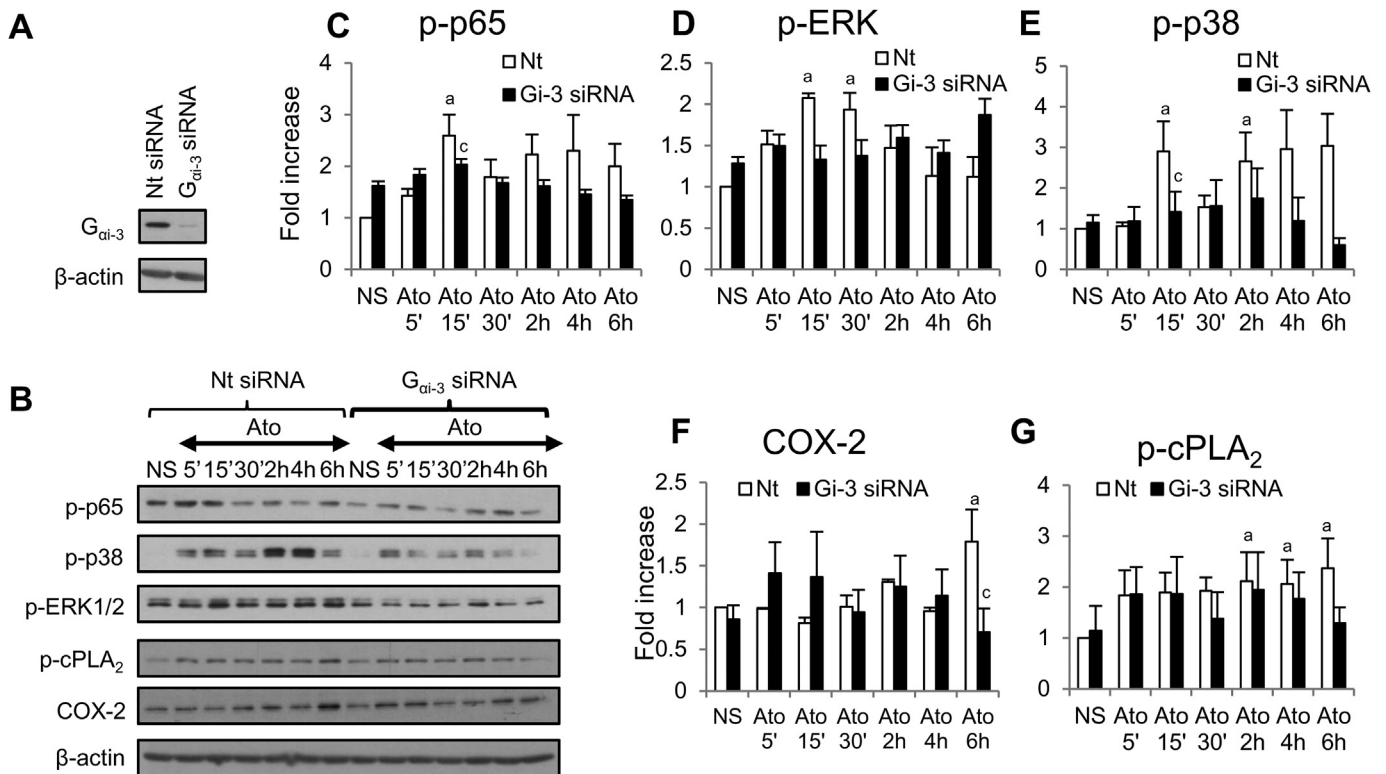 A
Nt siRNA
Gαi-3 siRNA
Gαi-3
β-actin
C
p-p65
Nt
Gi-3 siRNA
Fold increase
4
3
2
1
0
a
c
NS Ato Ato Ato Ato Ato Ato
5' 15' 30' 2h 4h 6h
D
p-ERK
Nt
Gi-3 siRNA
2.5
2
1.5
1
0.5
0
a
a
NS Ato Ato Ato Ato Ato Ato
5' 15' 30' 2h 4h 6h
E
p-p38
Nt
Gi-3 siRNA
5
4
3
2
1
0
a
c
a
NS Ato Ato Ato Ato Ato Ato
5' 15' 30' 2h 4h 6h
B
Nt siRNA Gαi-3 siRNA
Ato Ato
NS 5’ 15’ 30’ 2h 4h 6h NS 5’ 15’ 30’ 2h 4h 6h
p-p65
p-p38
p-ERK1/2
p-cPLA2
COX-2
β-actin
F
COX-2
Nt Gi-3 siRNA
Fold increase
2.5
2
1.5
1
0.5
0
a
c
NS Ato Ato Ato Ato Ato Ato
5' 15' 30' 2h 4h 6h
G
p-cPLA2
Nt Gi-3 siRNA
4
3
2
1
0
a
a
a
NS Ato Ato Ato Ato Ato Ato
5' 15' 30' 2h 4h 6h